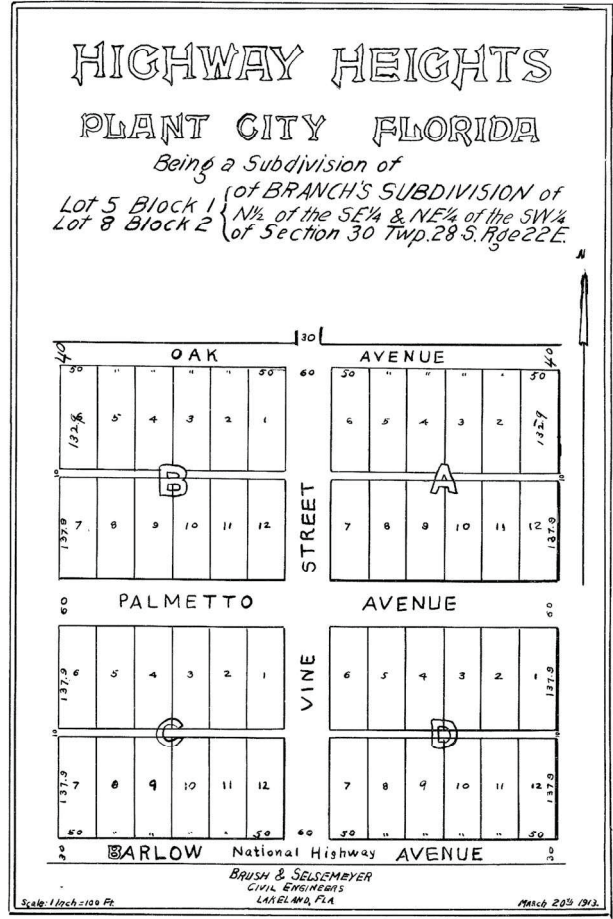 HIGHWAY HEIGHTS
PLANT CITY FLORIDA
Being a Subdivision of
Lot 5 Block 1 { of BRANCH'S SUBDIVISION of
Lot 8 Block 2 N½ of the SE¼ & NE¼ of the SW¼
of Section 30 Twp. 28 S. Rge 22 E.
N
30
40 OAK AVENUE 40
50 " " " " 50 60 50 " " " " 50
132.9 5 4 3 2 1 6 5 4 3 2 132.9
10 B A 10
137.9 7 8 9 10 11 12 7 8 9 10 11 12 137.9
STREET
60 PALMETTO AVENUE 60
137.9 6 5 4 3 2 1 6 5 4 3 2 1 137.9
VINE
10 C D 10
137.9 7 8 9 10 11 12 7 8 9 10 11 12 137.9
50 " " " " 50 60 50 " " " " 50
30 BARLOW National Highway AVENUE 30
BRUSH & SELSEMEYER
CIVIL ENGINEERS
LAKELAND, FLA
Scale: 1 Inch = 100 Ft.
MARCH 20th 1913.